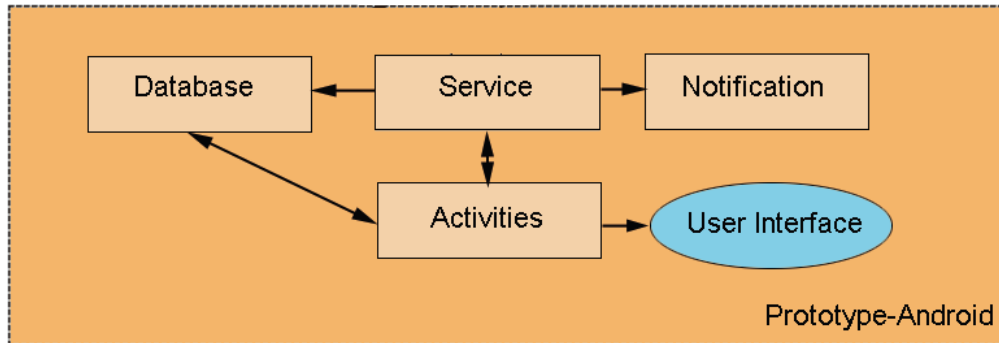 Database
Service
Notification
Activities
User Interface
Prototype-Android